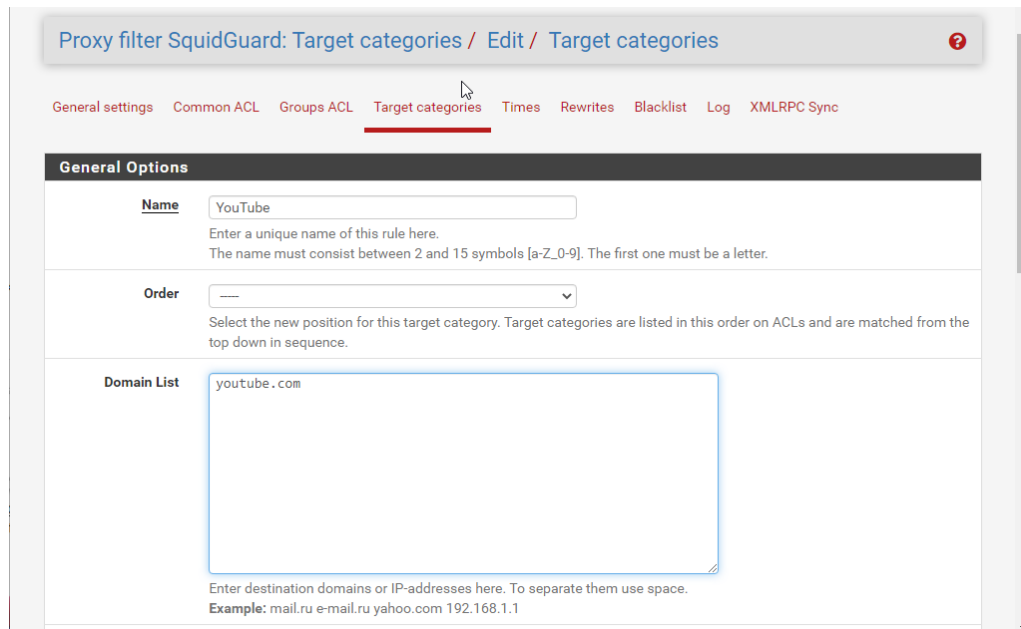 Proxy filter SquidGuard: Target categories / Edit / Target categories
General settings Common ACL Groups ACL Target categories Times Rewrites Blacklist Log XMLRPC Sync
General Options
Name
YouTube
Enter a unique name of this rule here.
The name must consist between 2 and 15 symbols [a-Z_0-9]. The first one must be a letter.
Order
-----
Select the new position for this target category. Target categories are listed in this order on ACLs and are matched from the
top down in sequence.
Domain List
youtube.com
Enter destination domains or IP-addresses here. To separate them use space.
Example: mail.ru e-mail.ru yahoo.com 192.168.1.1